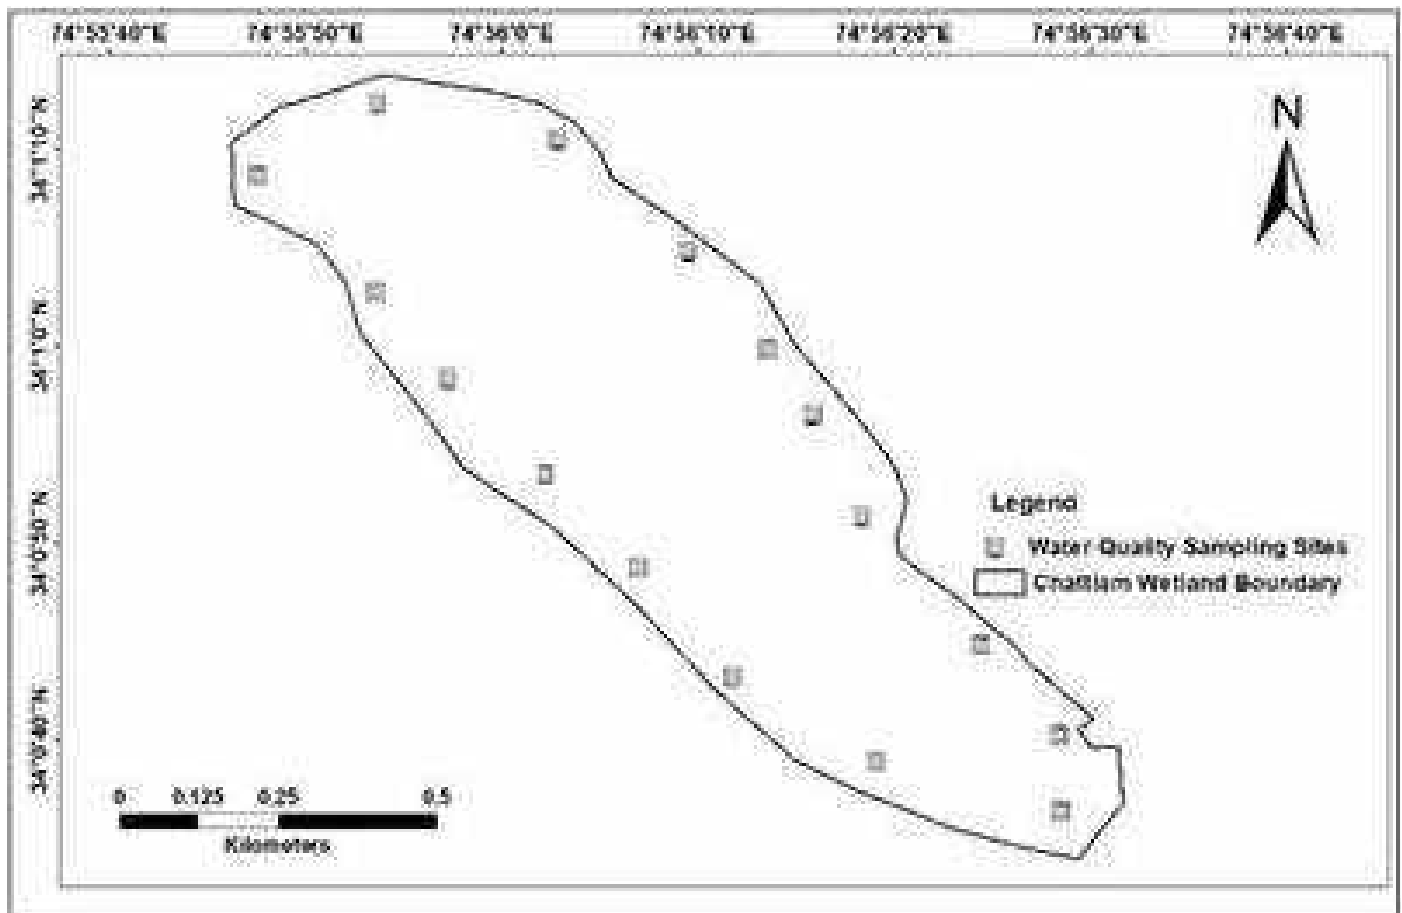 74°55'40"E 74°55'50"E 74°56'0"E 74°56'10"E 74°56'20"E 74°56'30"E 74°56'40"E
34°1'10"N
34°1'0"N
34°0'50"N
34°0'40"N
N
Legend
Water Quality Sampling Sites
Chatlam Wetland Boundary
0 0.125 0.25 0.5
Kilometers